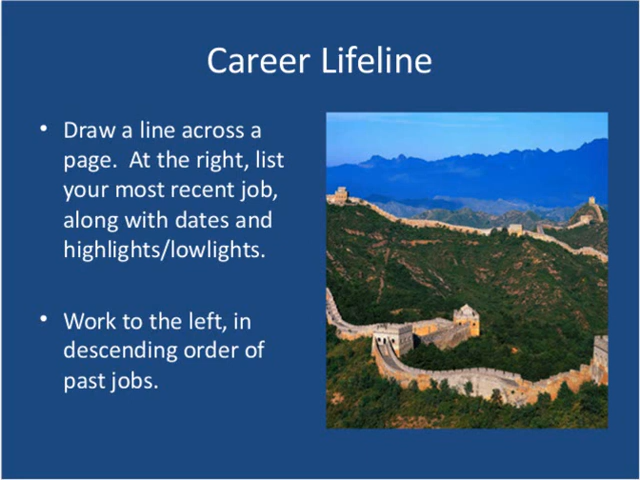 Career Lifeline
• Draw a line across a
page.  At the right, list
your most recent job,
along with dates and
highlights/lowlights.
• Work to the left, in
descending order of
past jobs.